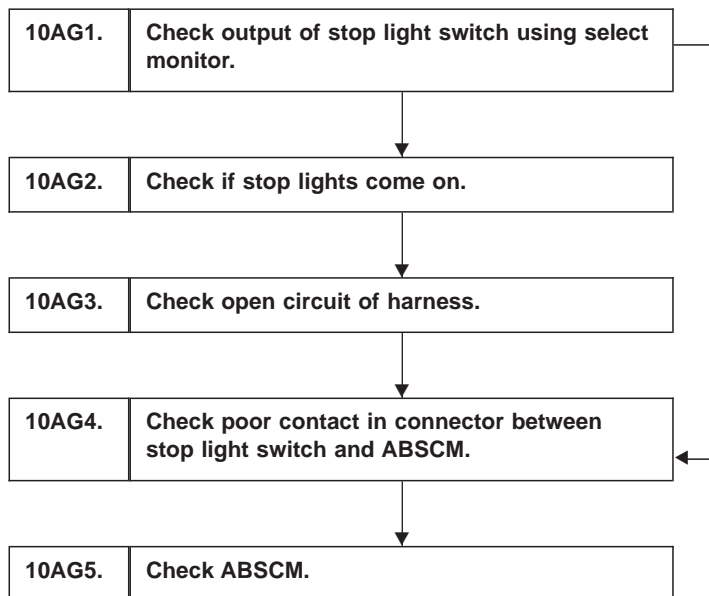 10AG1. Check output of stop light switch using select
monitor.
10AG2. Check if stop lights come on.
10AG3. Check open circuit of harness.
10AG4. Check poor contact in connector between
stop light switch and ABSCM.
10AG5. Check ABSCM.